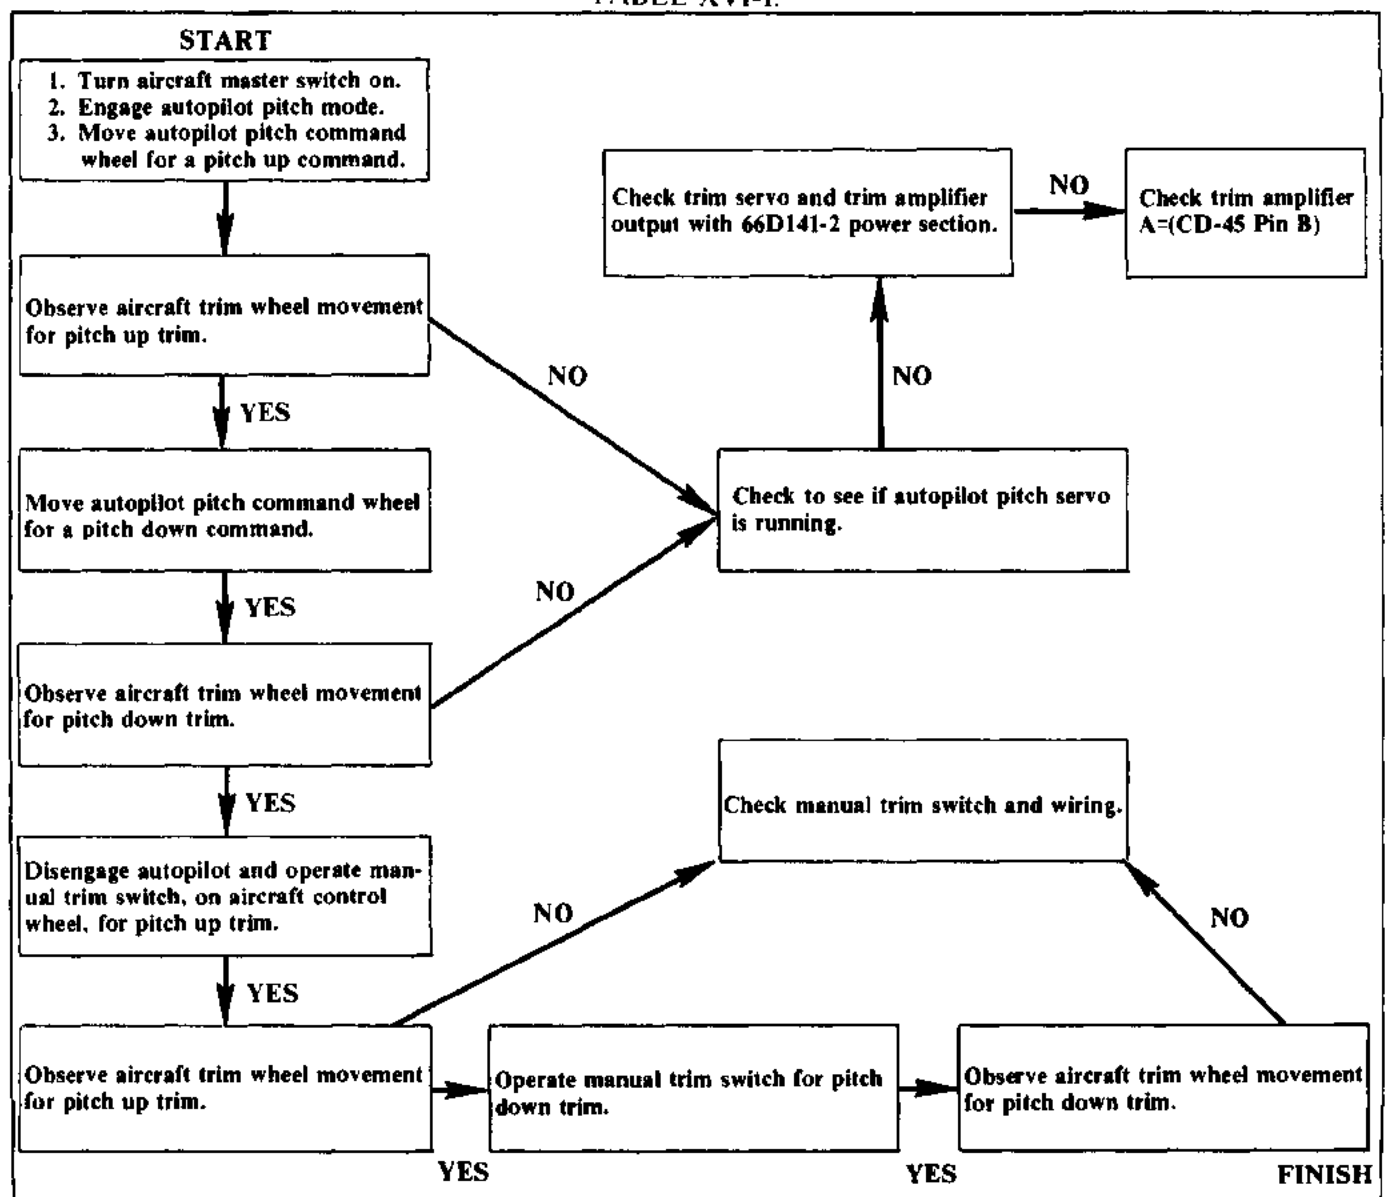 TABLE XVI-1.
START
1. Turn aircraft master switch on.
2. Engage autopilot pitch mode.
3. Move autopilot pitch command
wheel for a pitch up command.
Check trim servo and trim amplifier
output with 66D141-2 power section.
NO
Check trim amplifier
A=(CD-45 Pin B)
Observe aircraft trim wheel movement
for pitch up trim.
NO
NO
YES
Move autopilot pitch command wheel
for a pitch down command.
Check to see if autopilot pitch servo
is running.
YES
NO
Observe aircraft trim wheel movement
for pitch down trim.
YES
Check manual trim switch and wiring.
Disengage autopilot and operate man-
ual trim switch, on aircraft control
wheel, for pitch up trim.
NO
NO
YES
Observe aircraft trim wheel movement
for pitch up trim.
Operate manual trim switch for pitch
down trim.
Observe aircraft trim wheel movement
for pitch down trim.
YES
YES
FINISH